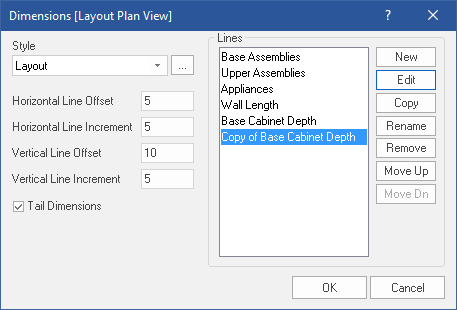 Dimensions [Layout Plan View]
?
Style
Layout
...
Horizontal Line Offset 5
Horizontal Line Increment 5
Vertical Line Offset 10
Vertical Line Increment 5
Tail Dimensions
Lines
Base Assemblies
Upper Assemblies
Appliances
Wall Length
Base Cabinet Depth
Copy of Base Cabinet Depth
New
Edit
Copy
Rename
Remove
Move Up
Move Dn
OK
Cancel